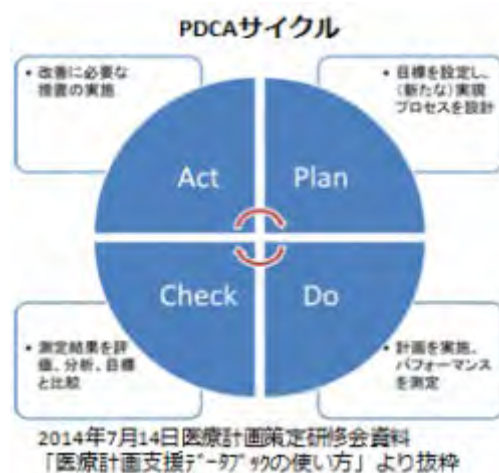 PDCAサイクル
• 改善に必要な
措置の実施
• 目標を設定し、
(新たな)実現
プロセスを設計
Act
Plan
Check
Do
• 測定結果を評
価、分析、目標
と比較
• 計画を実施、
パフォーマンス
を測定
2014年7月14日医療計画策定研修会資料
「医療計画支援データブックの使い方」より抜粋